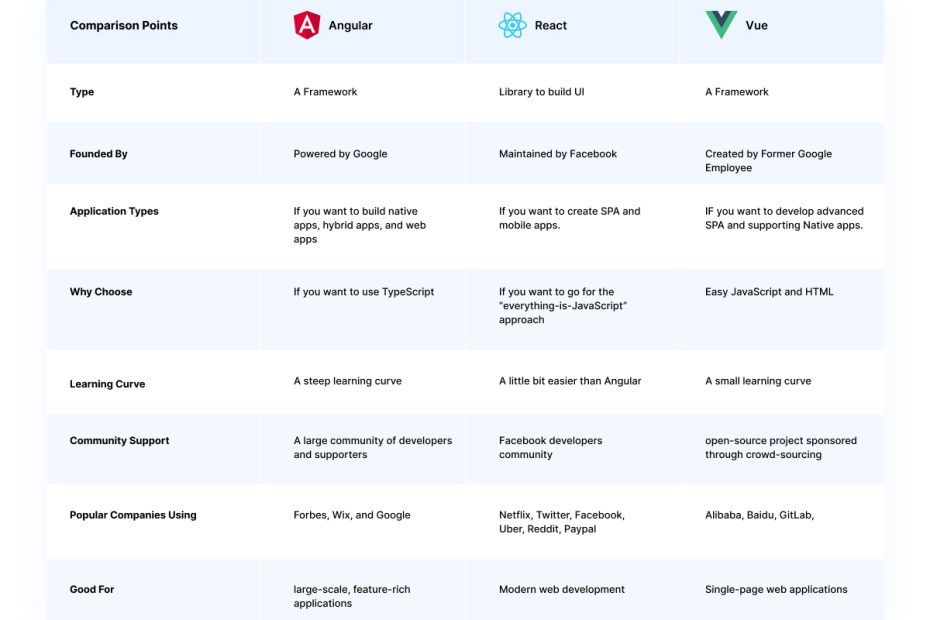 Comparison Points
Angular
React
Vue
Type
A Framework
Library to build UI
A Framework
Founded By
Powered by Google
Maintained by Facebook
Created by Former Google
Employee
Application Types
If you want to build native
apps, hybrid apps, and web
apps
If you want to create SPA and
mobile apps.
IF you want to develop advanced
SPA and supporting Native apps.
Why Choose
If you want to use TypeScript
If you want to go for the
“everything-is-JavaScript”
approach
Easy JavaScript and HTML
Learning Curve
A steep learning curve
A little bit easier than Angular
A small learning curve
Community Support
A large community of developers
and supporters
Facebook developers
community
open-source project sponsored
through crowd-sourcing
Popular Companies Using
Forbes, Wix, and Google
Netflix, Twitter, Facebook,
Uber, Reddit, Paypal
Alibaba, Baidu, GitLab,
Good For
large-scale, feature-rich
applications
Modern web development
Single-page web applications